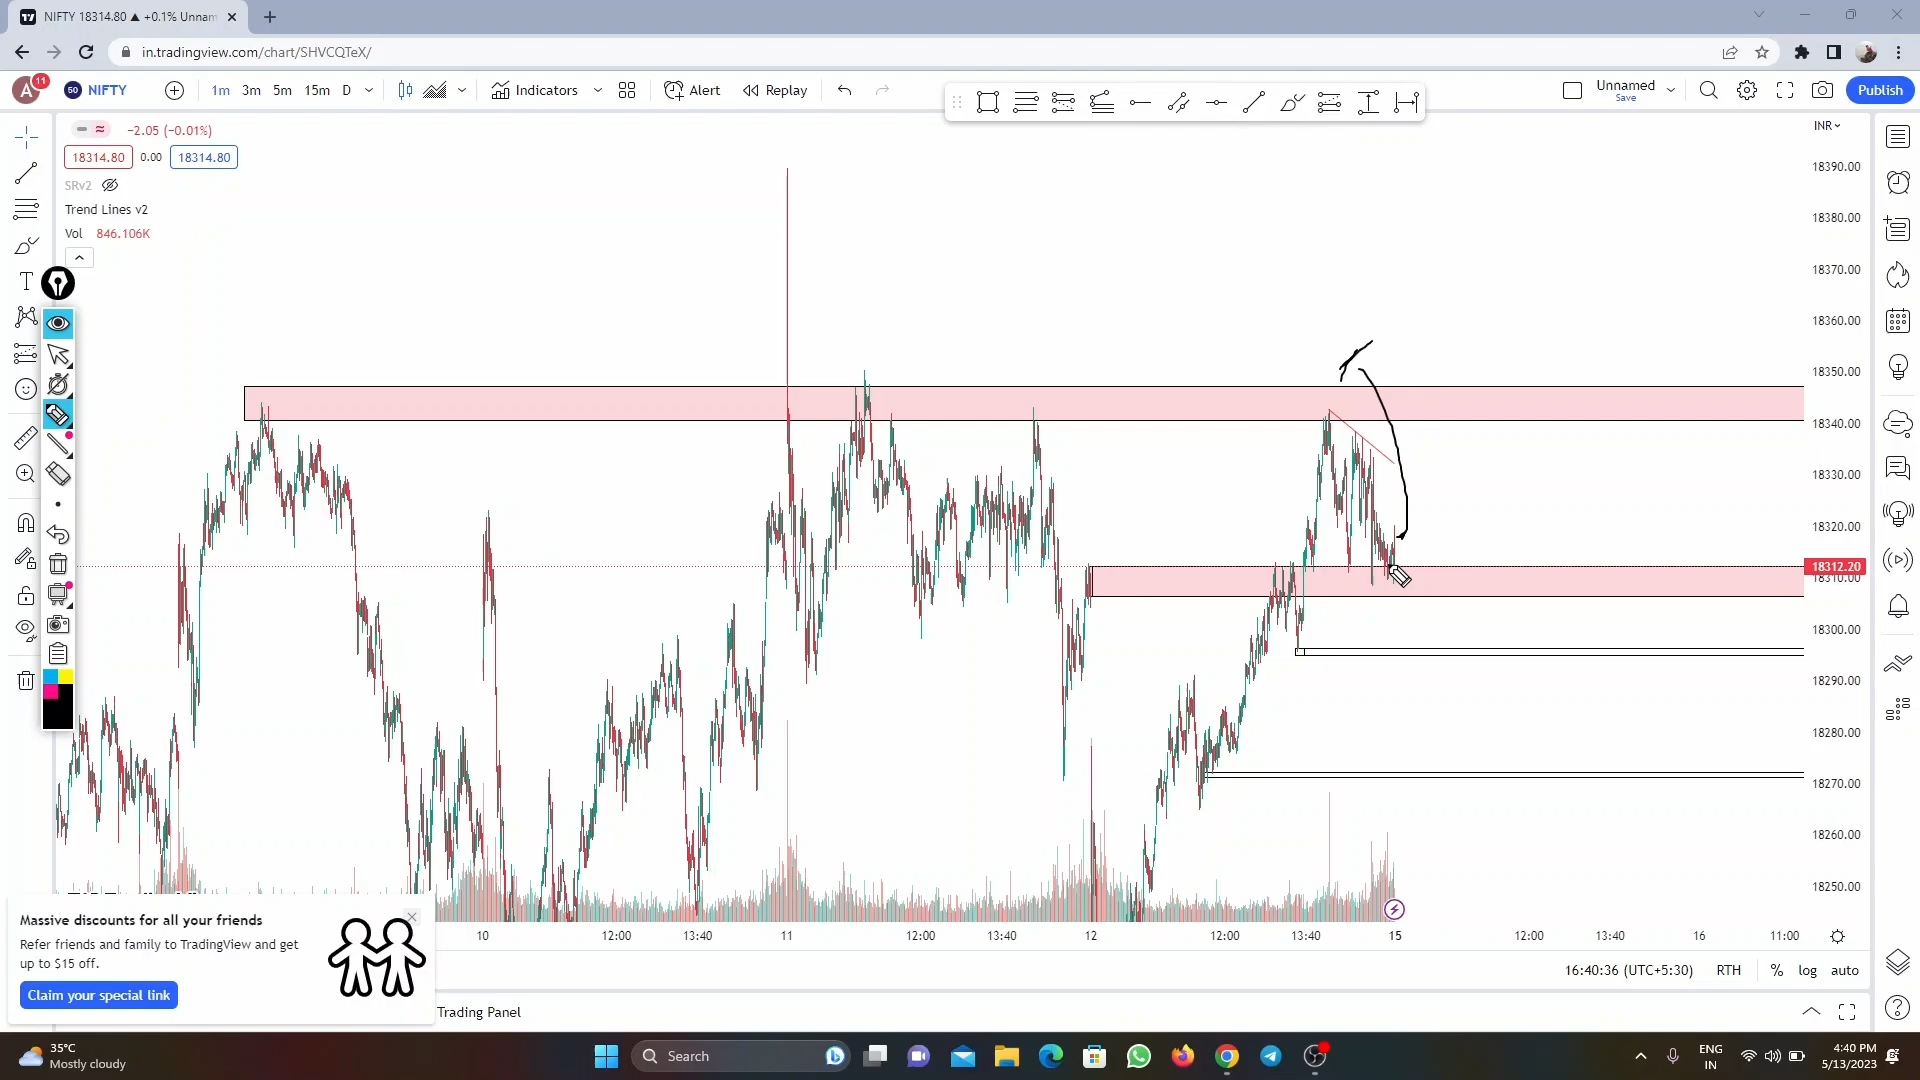 NIFTY 18314.80 ▲ +0.1% Unnam
in.tradingview.com/chart/SHVCQTeX/
A 11 50 NIFTY 1m 3m 5m 15m D Indicators Alert Replay Unnamed Publish
Save
−2.05 (−0.01%)
INR
18314.80 0.00 18314.80
SRv2
Trend Lines v2
Vol 846.106K
T
18390.00
18380.00
18370.00
18360.00
18350.00
18340.00
18330.00
18320.00
18312.20
18310.00
18300.00
18290.00
18280.00
18270.00
18260.00
18250.00
10 12:00 13:40 11 12:00 13:40 12 12:00 13:40 15 12:00 13:40 16 11:00
Massive discounts for all your friends
Refer friends and family to TradingView and get
up to $15 off.
Claim your special link
16:40:36 (UTC+5:30) RTH % log auto
Trading Panel
35°C
Mostly cloudy
Search
ENG
IN
4:40 PM
5/13/2023